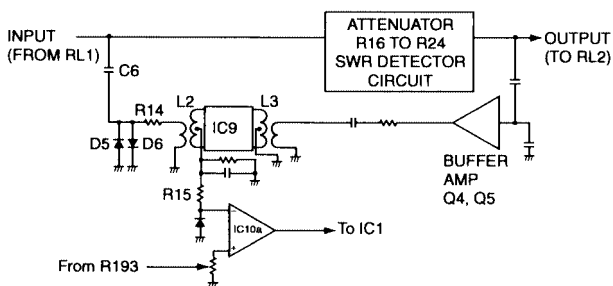 INPUT
(FROM RL1)
ATTENUATOR
R16 TO R24
SWR DETECTOR
CIRCUIT
OUTPUT
(TO RL2)
C6
R14
L2
IC9
L3
D5
D6
BUFFER
AMP
Q4, Q5
R15
−
IC10a
+
To IC1
From R193